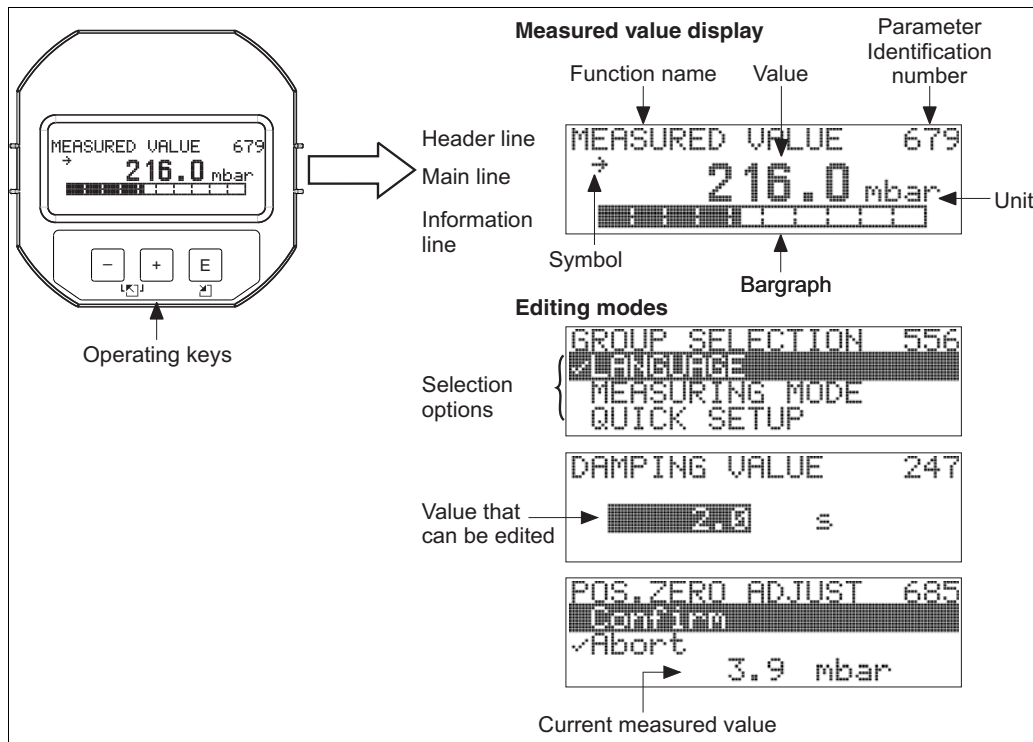 MEASURED VALUE 679
→ 216.0 mbar
– + E
Operating keys
Measured value display
Function name
Value
Parameter
Identification
number
Header line
Main line
Information
line
MEASURED VALUE 679
→ 216.0 mbar
Unit
Symbol
Bargraph
Editing modes
Selection
options
GROUP SELECTION 556
✓LANGUAGE
MEASURING MODE
QUICK SETUP
DAMPING VALUE 247
Value that
can be edited
2.0 s
POS.ZERO ADJUST 685
Confirm
✓Abort
3.9 mbar
Current measured value